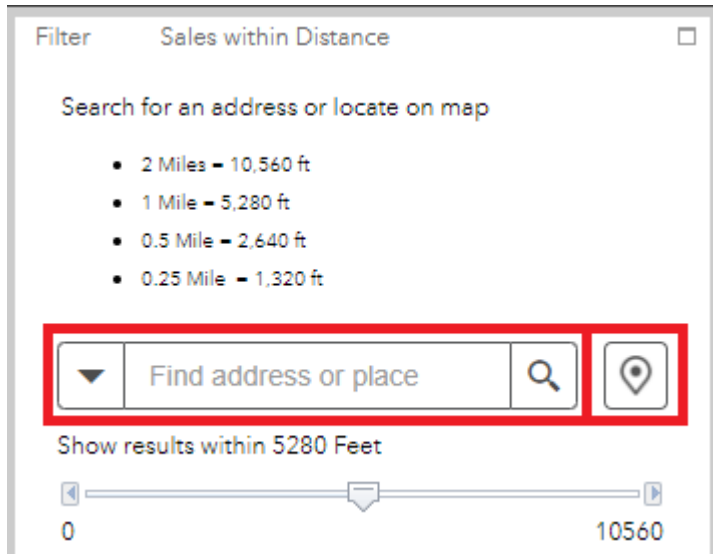 Filter Sales within Distance
Search for an address or locate on map
• 2 Miles = 10,560 ft
• 1 Mile = 5,280 ft
• 0.5 Mile = 2,640 ft
• 0.25 Mile = 1,320 ft
Find address or place
Show results within 5280 Feet
0 10560